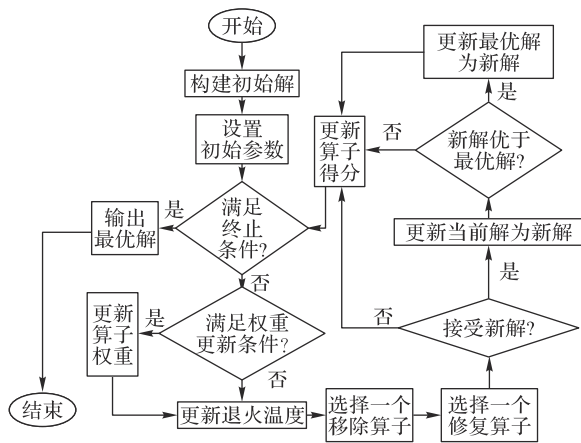 开始
构建初始解
设置
初始参数
满足
终止
条件?
是
输出
最优解
否
满足权重
更新条件?
是
更新
算子
权重
否
结束
更新退火温度
选择一个
移除算子
选择一个
修复算子
接受新解?
否
是
更新当前解为新解
新解优于
最优解?
否
是
更新最优解
为新解
更新
算子
得分